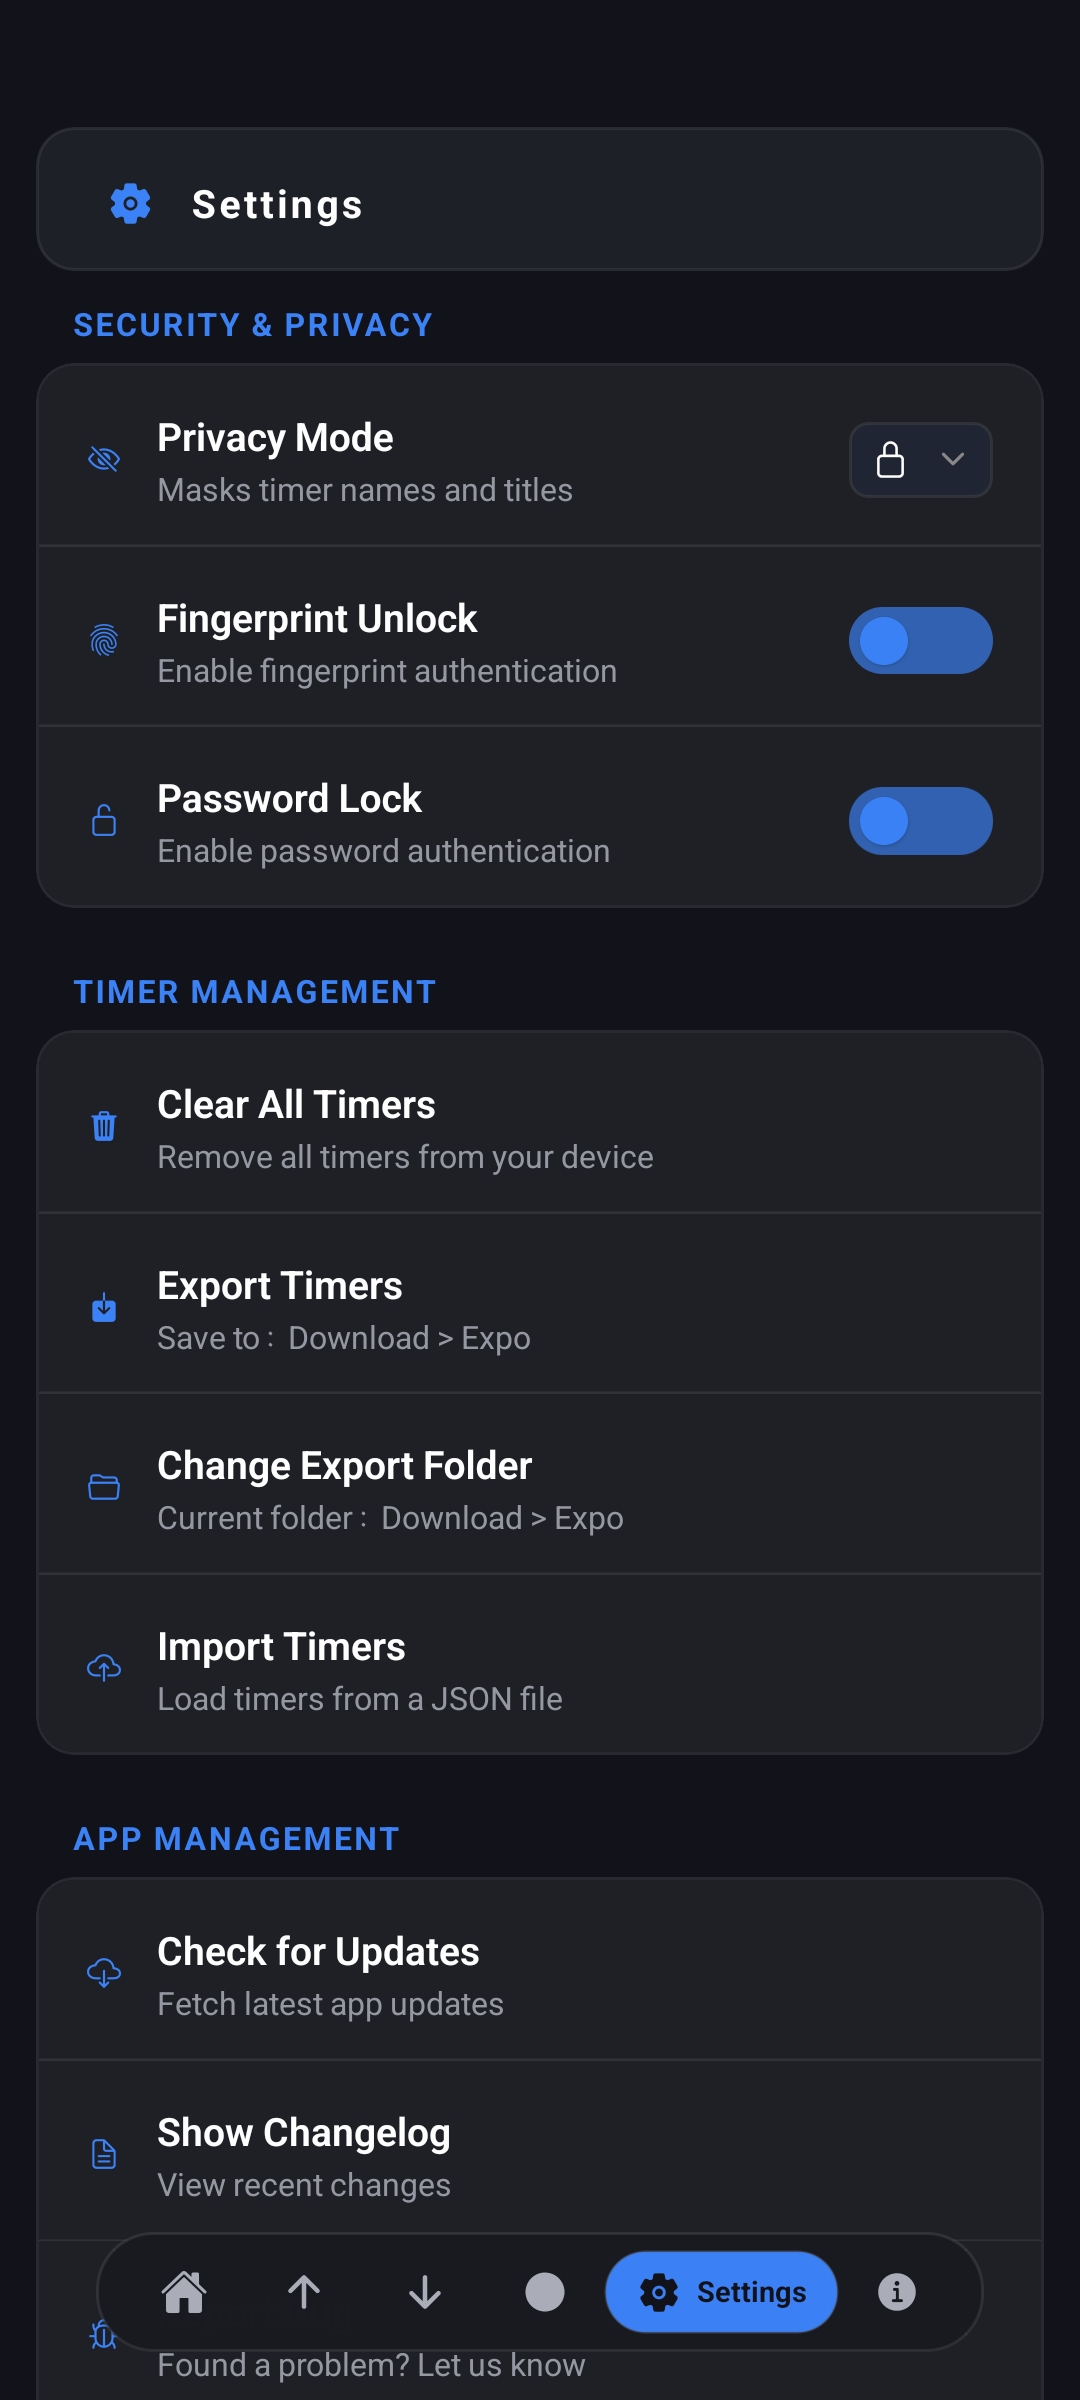 Settings
SECURITY & PRIVACY
Privacy Mode
Masks timer names and titles
Fingerprint Unlock
Enable fingerprint authentication
Password Lock
Enable password authentication
TIMER MANAGEMENT
Clear All Timers
Remove all timers from your device
Export Timers
Save to : Download > Expo
Change Export Folder
Current folder : Download > Expo
Import Timers
Load timers from a JSON file
APP MANAGEMENT
Check for Updates
Fetch latest app updates
Show Changelog
View recent changes
Settings
Found a problem? Let us know